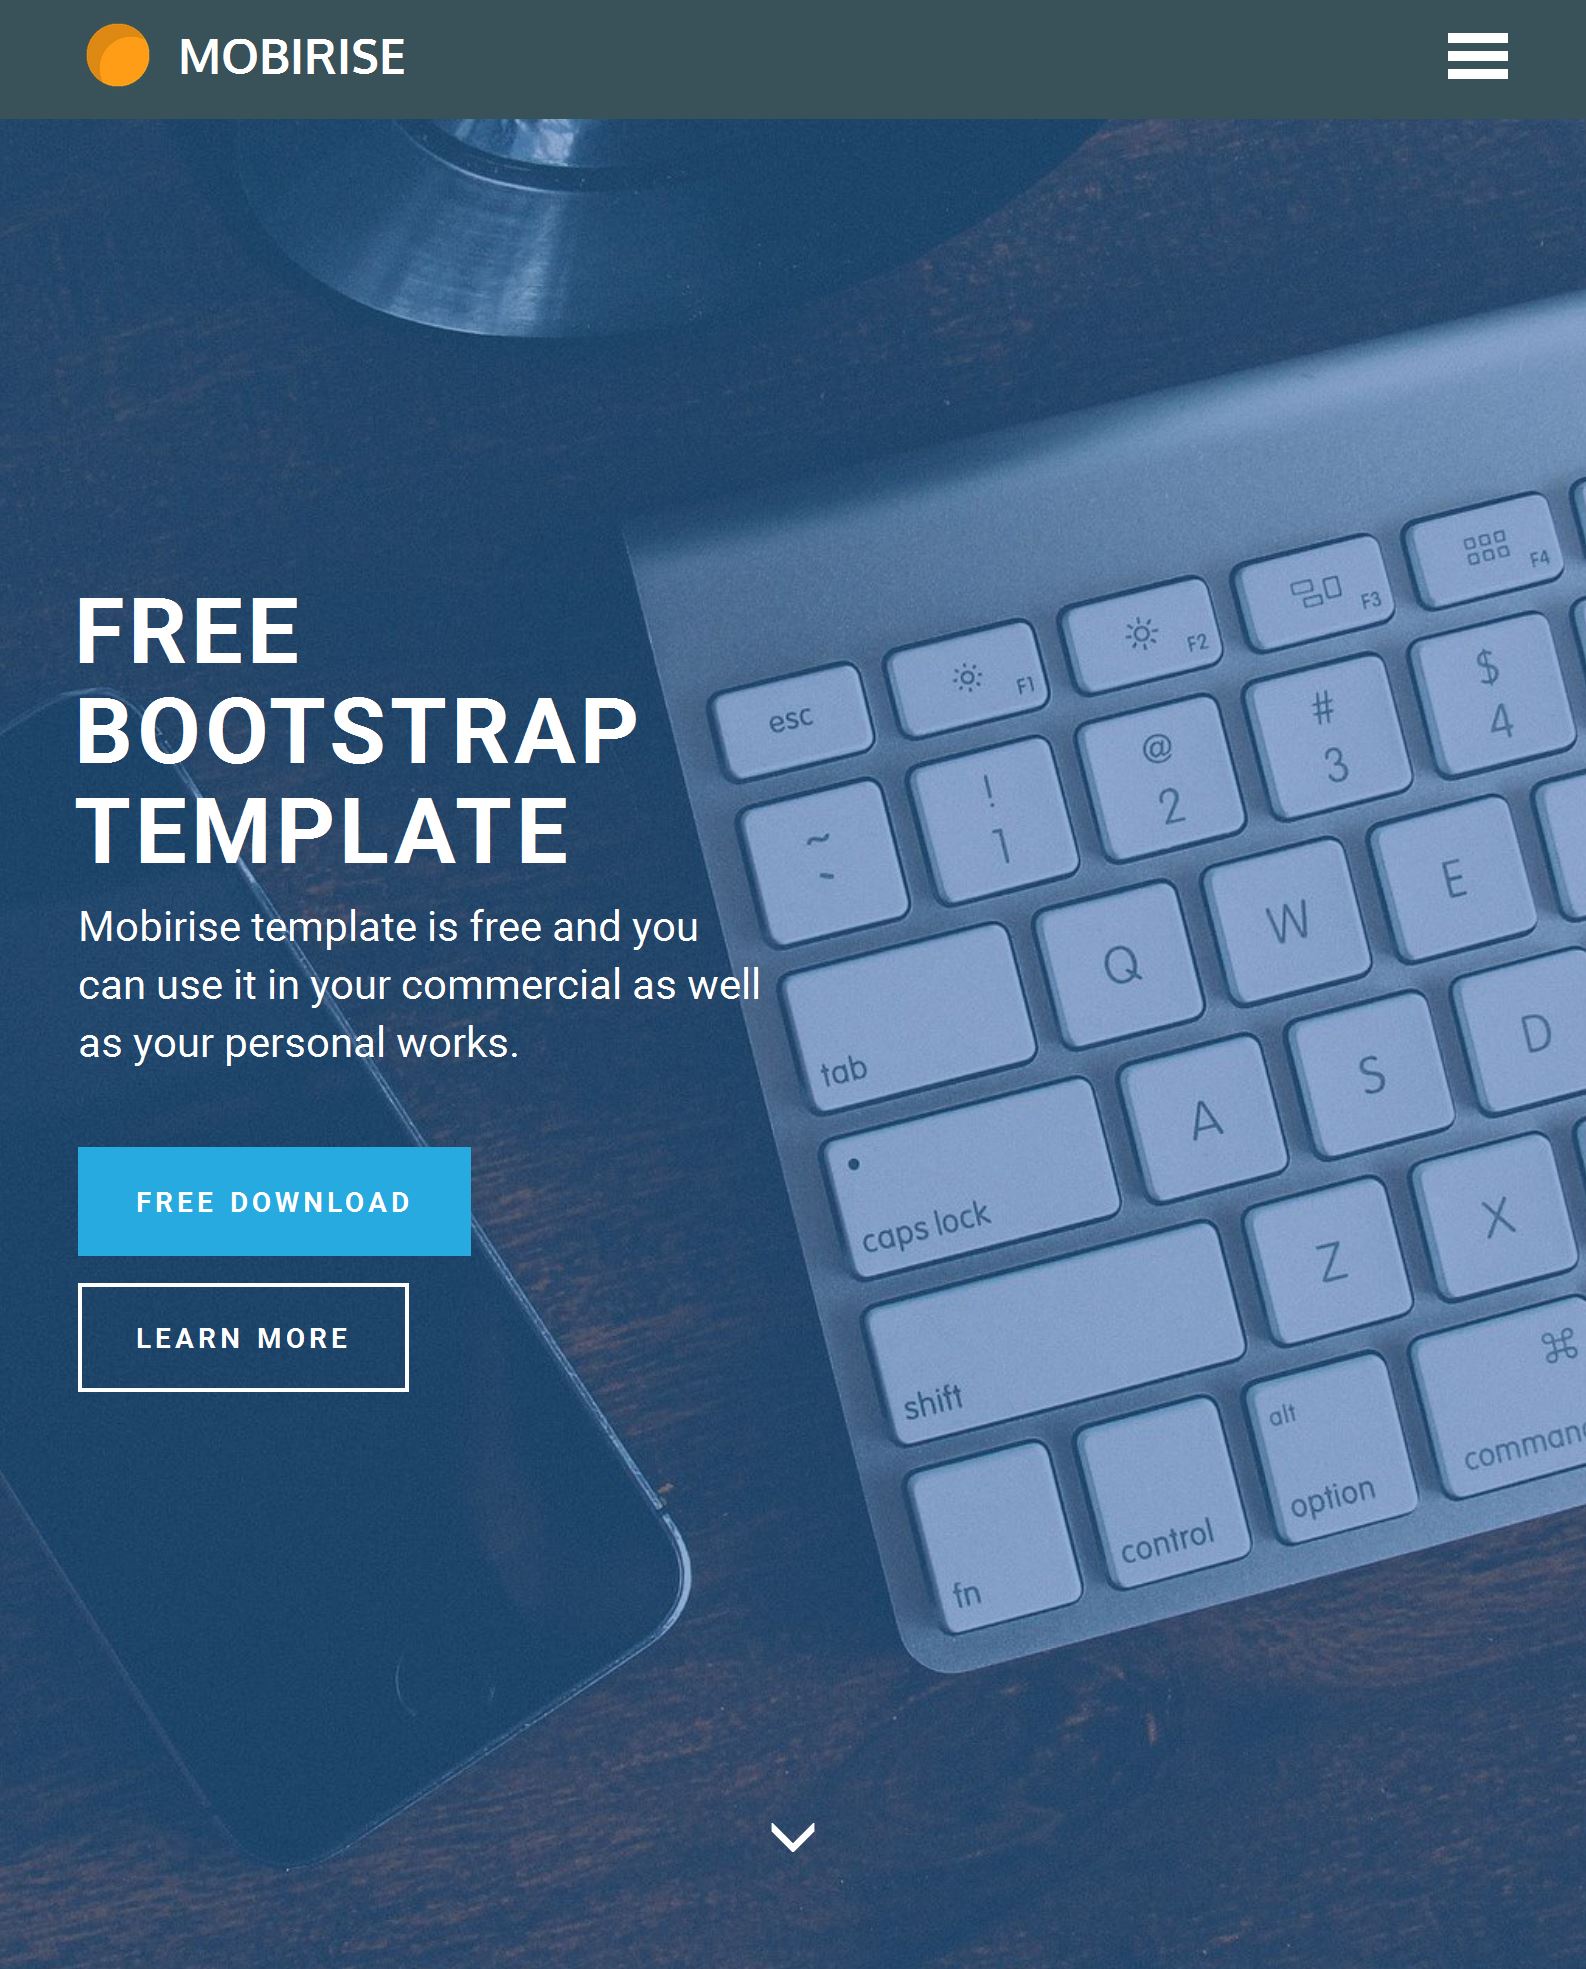 MOBIRISE
FREE
BOOTSTRAP
TEMPLATE
Mobirise template is free and you
can use it in your commercial as well
as your personal works.
FREE DOWNLOAD
LEARN MORE
esc
F1
F2
F3
F4
~
`
!
1
@
2
#
3
$
4
tab
Q
W
E
caps lock
A
S
D
shift
Z
X
fn
control
alt
option
⌘